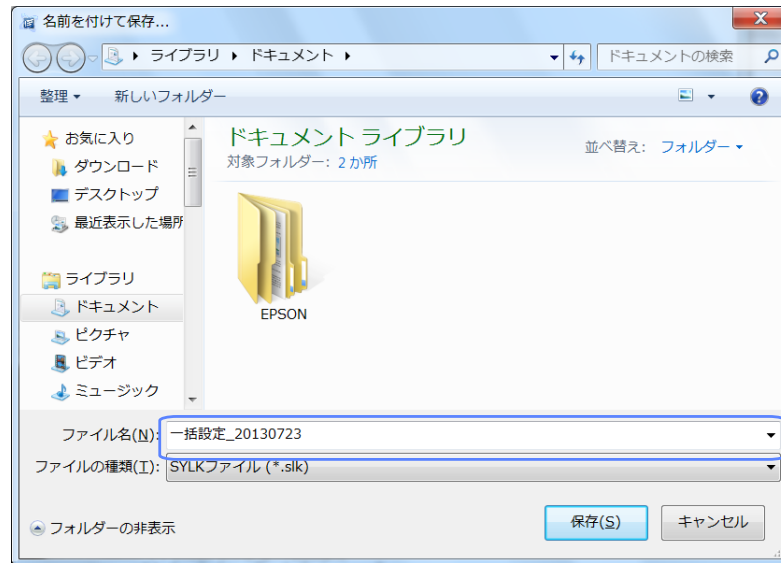 名前を付けて保存...
ライブラリ ドキュメント
ドキュメントの検索
整理 新しいフォルダー
お気に入り
ダウンロード
デスクトップ
最近表示した場所
ライブラリ
ドキュメント
ピクチャ
ビデオ
ミュージック
ドキュメント ライブラリ
対象フォルダー: 2 か所
並べ替え: フォルダー
EPSON
ファイル名(N): 一括設定_20130723
ファイルの種類(T): SYLKファイル (*.slk)
フォルダーの非表示
保存(S)
キャンセル